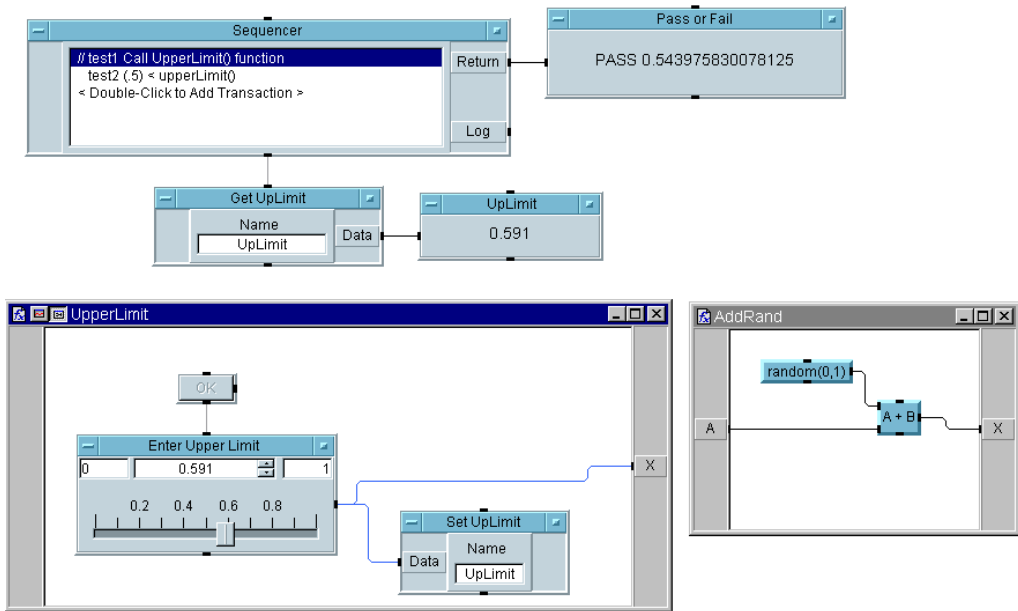 Sequencer
// test1 Call UpperLimit() function
test2 (.5) < upperLimit()
< Double-Click to Add Transaction >
Return
Log
Pass or Fail
PASS 0.543975830078125
Get UpLimit
Name
UpLimit
Data
UpLimit
0.591
UpperLimit
OK
Enter Upper Limit
0 0.591 1
0.2 0.4 0.6 0.8
X
Set UpLimit
Data
Name
UpLimit
AddRand
random(0,1)
A + B
A
X